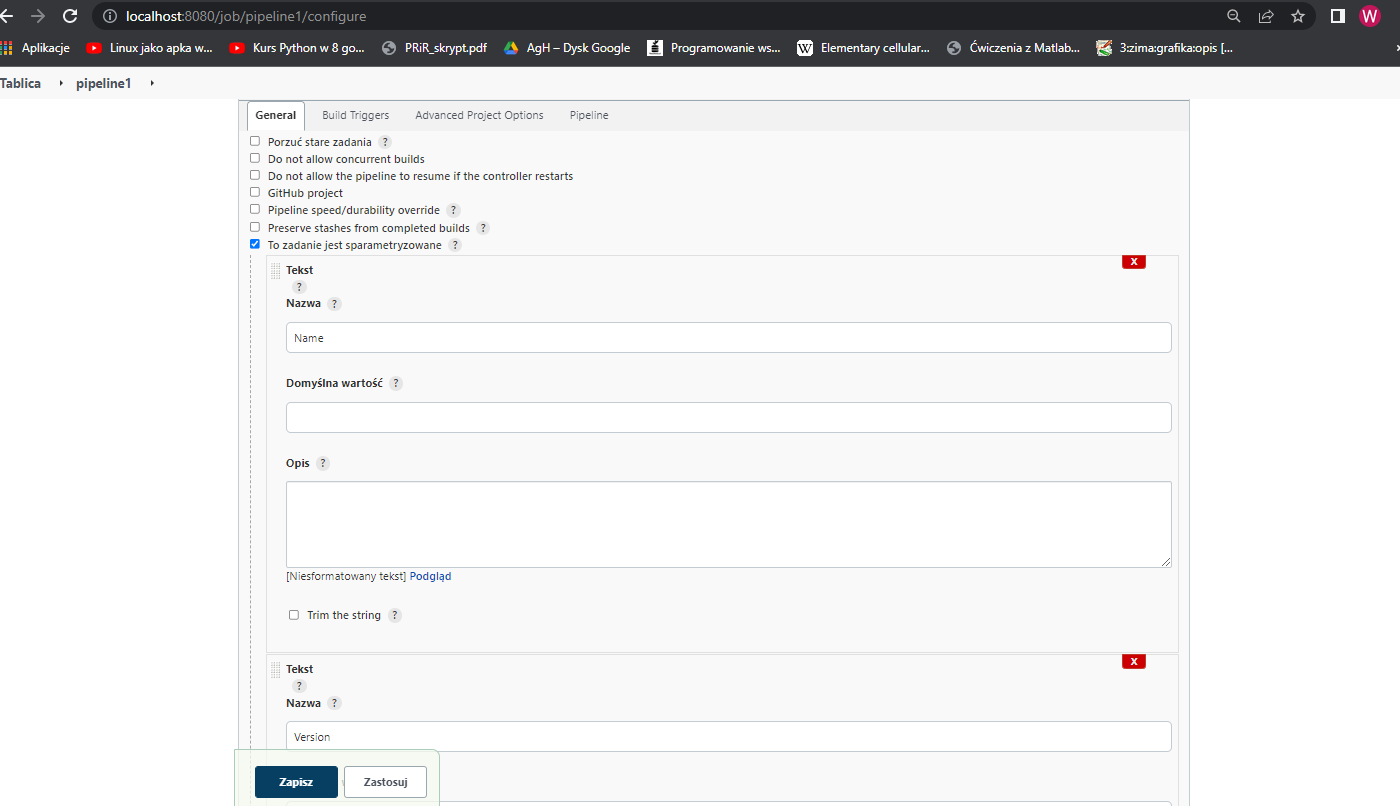 localhost:8080/job/pipeline1/configure
W
Aplikacje Linux jako apka w... Kurs Python w 8 go... PRiR_skrypt.pdf AgH – Dysk Google Programowanie ws... W Elementary cellular... Ćwiczenia z Matlab... 3:zima:grafika:opis [...
Tablica pipeline1
General Build Triggers Advanced Project Options Pipeline
Porzuć stare zadania ?
Do not allow concurrent builds
Do not allow the pipeline to resume if the controller restarts
GitHub project
Pipeline speed/durability override ?
Preserve stashes from completed builds ?
To zadanie jest sparametryzowane ?
X
Tekst
?
Nazwa ?
Name
Domyślna wartość ?
Opis ?
[Niesformatowany tekst] Podgląd
Trim the string ?
X
Tekst
?
Nazwa ?
Version
Zapisz Zastosuj